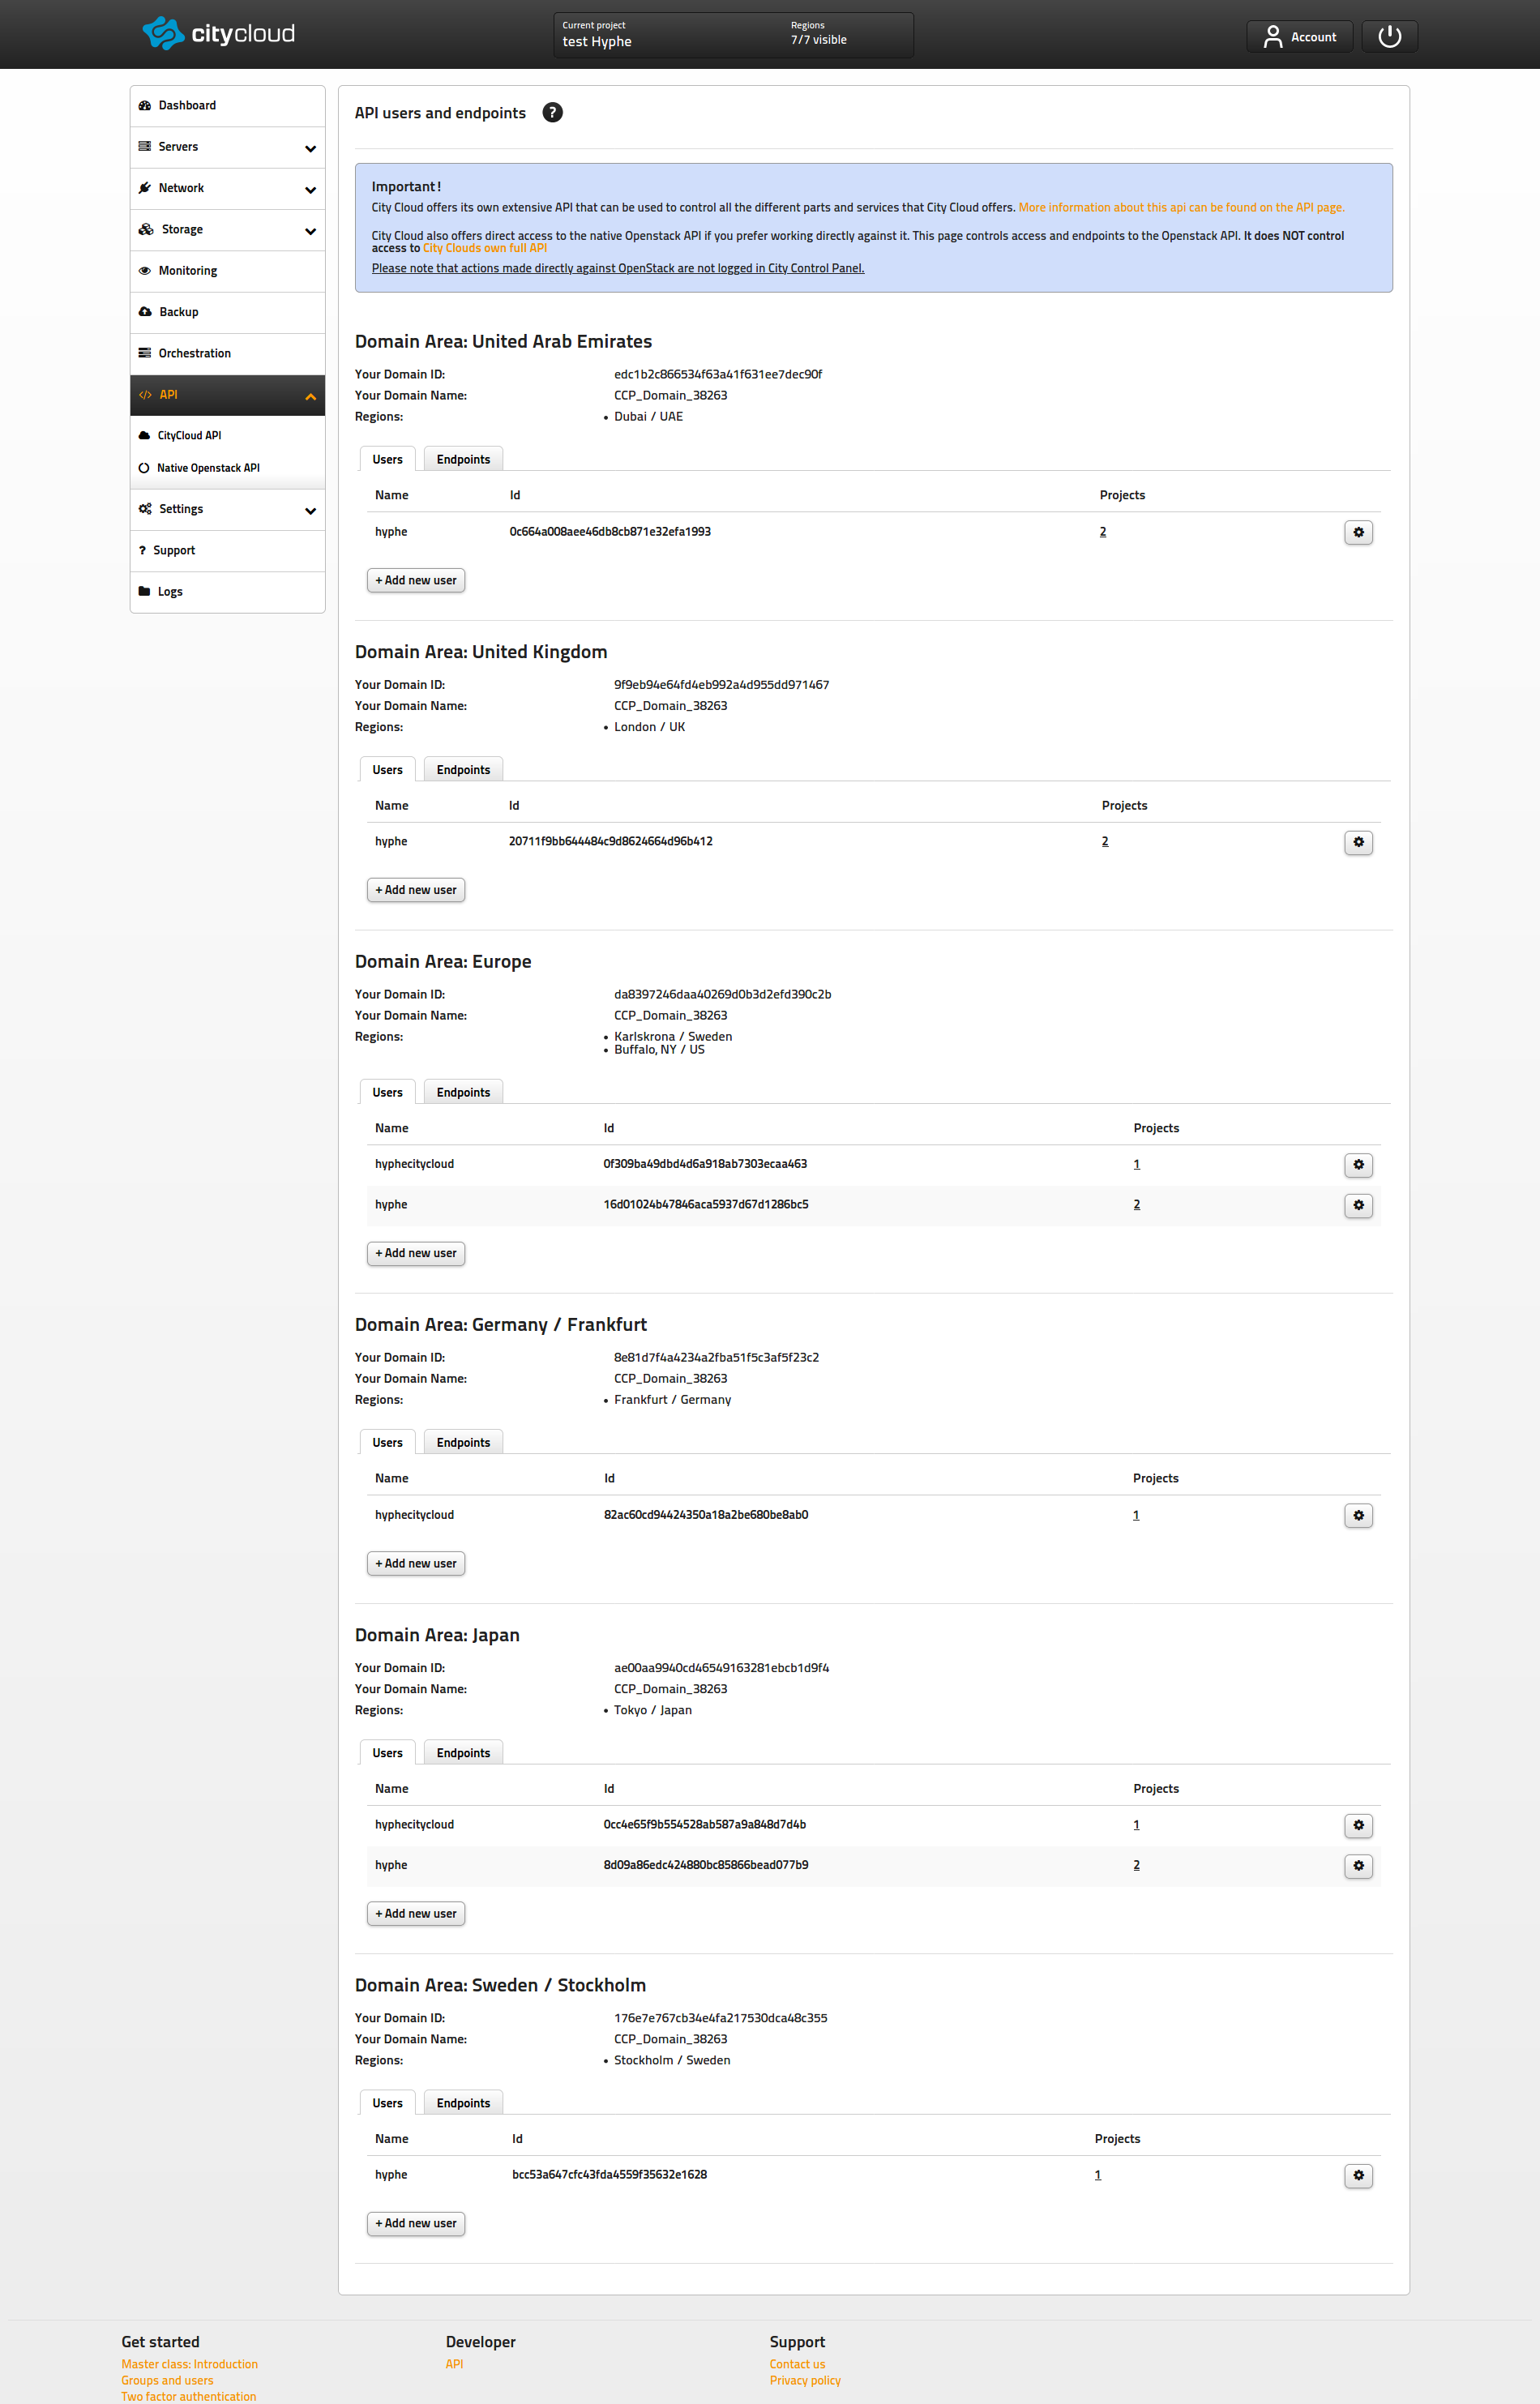 citycloud
Current project
test Hyphe
Regions
7/7 visible
Account
Dashboard
Servers
Network
Storage
Monitoring
Backup
Orchestration
</> API
CityCloud API
Native Openstack API
Settings
? Support
Logs
API users and endpoints ?
Important!
City Cloud offers its own extensive API that can be used to control all the different parts and services that City Cloud offers. More information about this api can be found on the API page.
City Cloud also offers direct access to the native Openstack API if you prefer working directly against it. This page controls access and endpoints to the Openstack API. It does NOT control
access to City Clouds own full API
Please note that actions made directly against OpenStack are not logged in City Control Panel.
Domain Area: United Arab Emirates
Your Domain ID: edc1b2c866534f63a41f631ee7dec90f
Your Domain Name: CCP_Domain_38263
Regions: • Dubai / UAE
Users Endpoints
Name Id Projects
hyphe 0c664a008aee46db8cb871e32efa1993 2
+ Add new user
Domain Area: United Kingdom
Your Domain ID: 9f9eb94e64fd4eb992a4d955dd971467
Your Domain Name: CCP_Domain_38263
Regions: • London / UK
Users Endpoints
Name Id Projects
hyphe 20711f9bb644484c9d8624664d96b412 2
+ Add new user
Domain Area: Europe
Your Domain ID: da8397246daa40269d0b3d2efd390c2b
Your Domain Name: CCP_Domain_38263
Regions: • Karlskrona / Sweden
• Buffalo, NY / US
Users Endpoints
Name Id Projects
hyphecitycloud 0f309ba49dbd4d6a918ab7303ecaa463 1
hyphe 16d01024b47846aca5937d67d1286bc5 2
+ Add new user
Domain Area: Germany / Frankfurt
Your Domain ID: 8e81d7f4a4234a2fba51f5c3af5f23c2
Your Domain Name: CCP_Domain_38263
Regions: • Frankfurt / Germany
Users Endpoints
Name Id Projects
hyphecitycloud 82ac60cd94424350a18a2be680be8ab0 1
+ Add new user
Domain Area: Japan
Your Domain ID: ae00aa9940cd46549163281ebcb1d9f4
Your Domain Name: CCP_Domain_38263
Regions: • Tokyo / Japan
Users Endpoints
Name Id Projects
hyphecitycloud 0cc4e65f9b554528ab587a9a848d7d4b 1
hyphe 8d09a86edc424880bc85866bead077b9 2
+ Add new user
Domain Area: Sweden / Stockholm
Your Domain ID: 176e7e767cb34e4fa217530dca48c355
Your Domain Name: CCP_Domain_38263
Regions: • Stockholm / Sweden
Users Endpoints
Name Id Projects
hyphe bcc53a647cfc43fda4559f35632e1628 1
+ Add new user
Get started
Master class: Introduction
Groups and users
Two factor authentication
Developer
API
Support
Contact us
Privacy policy